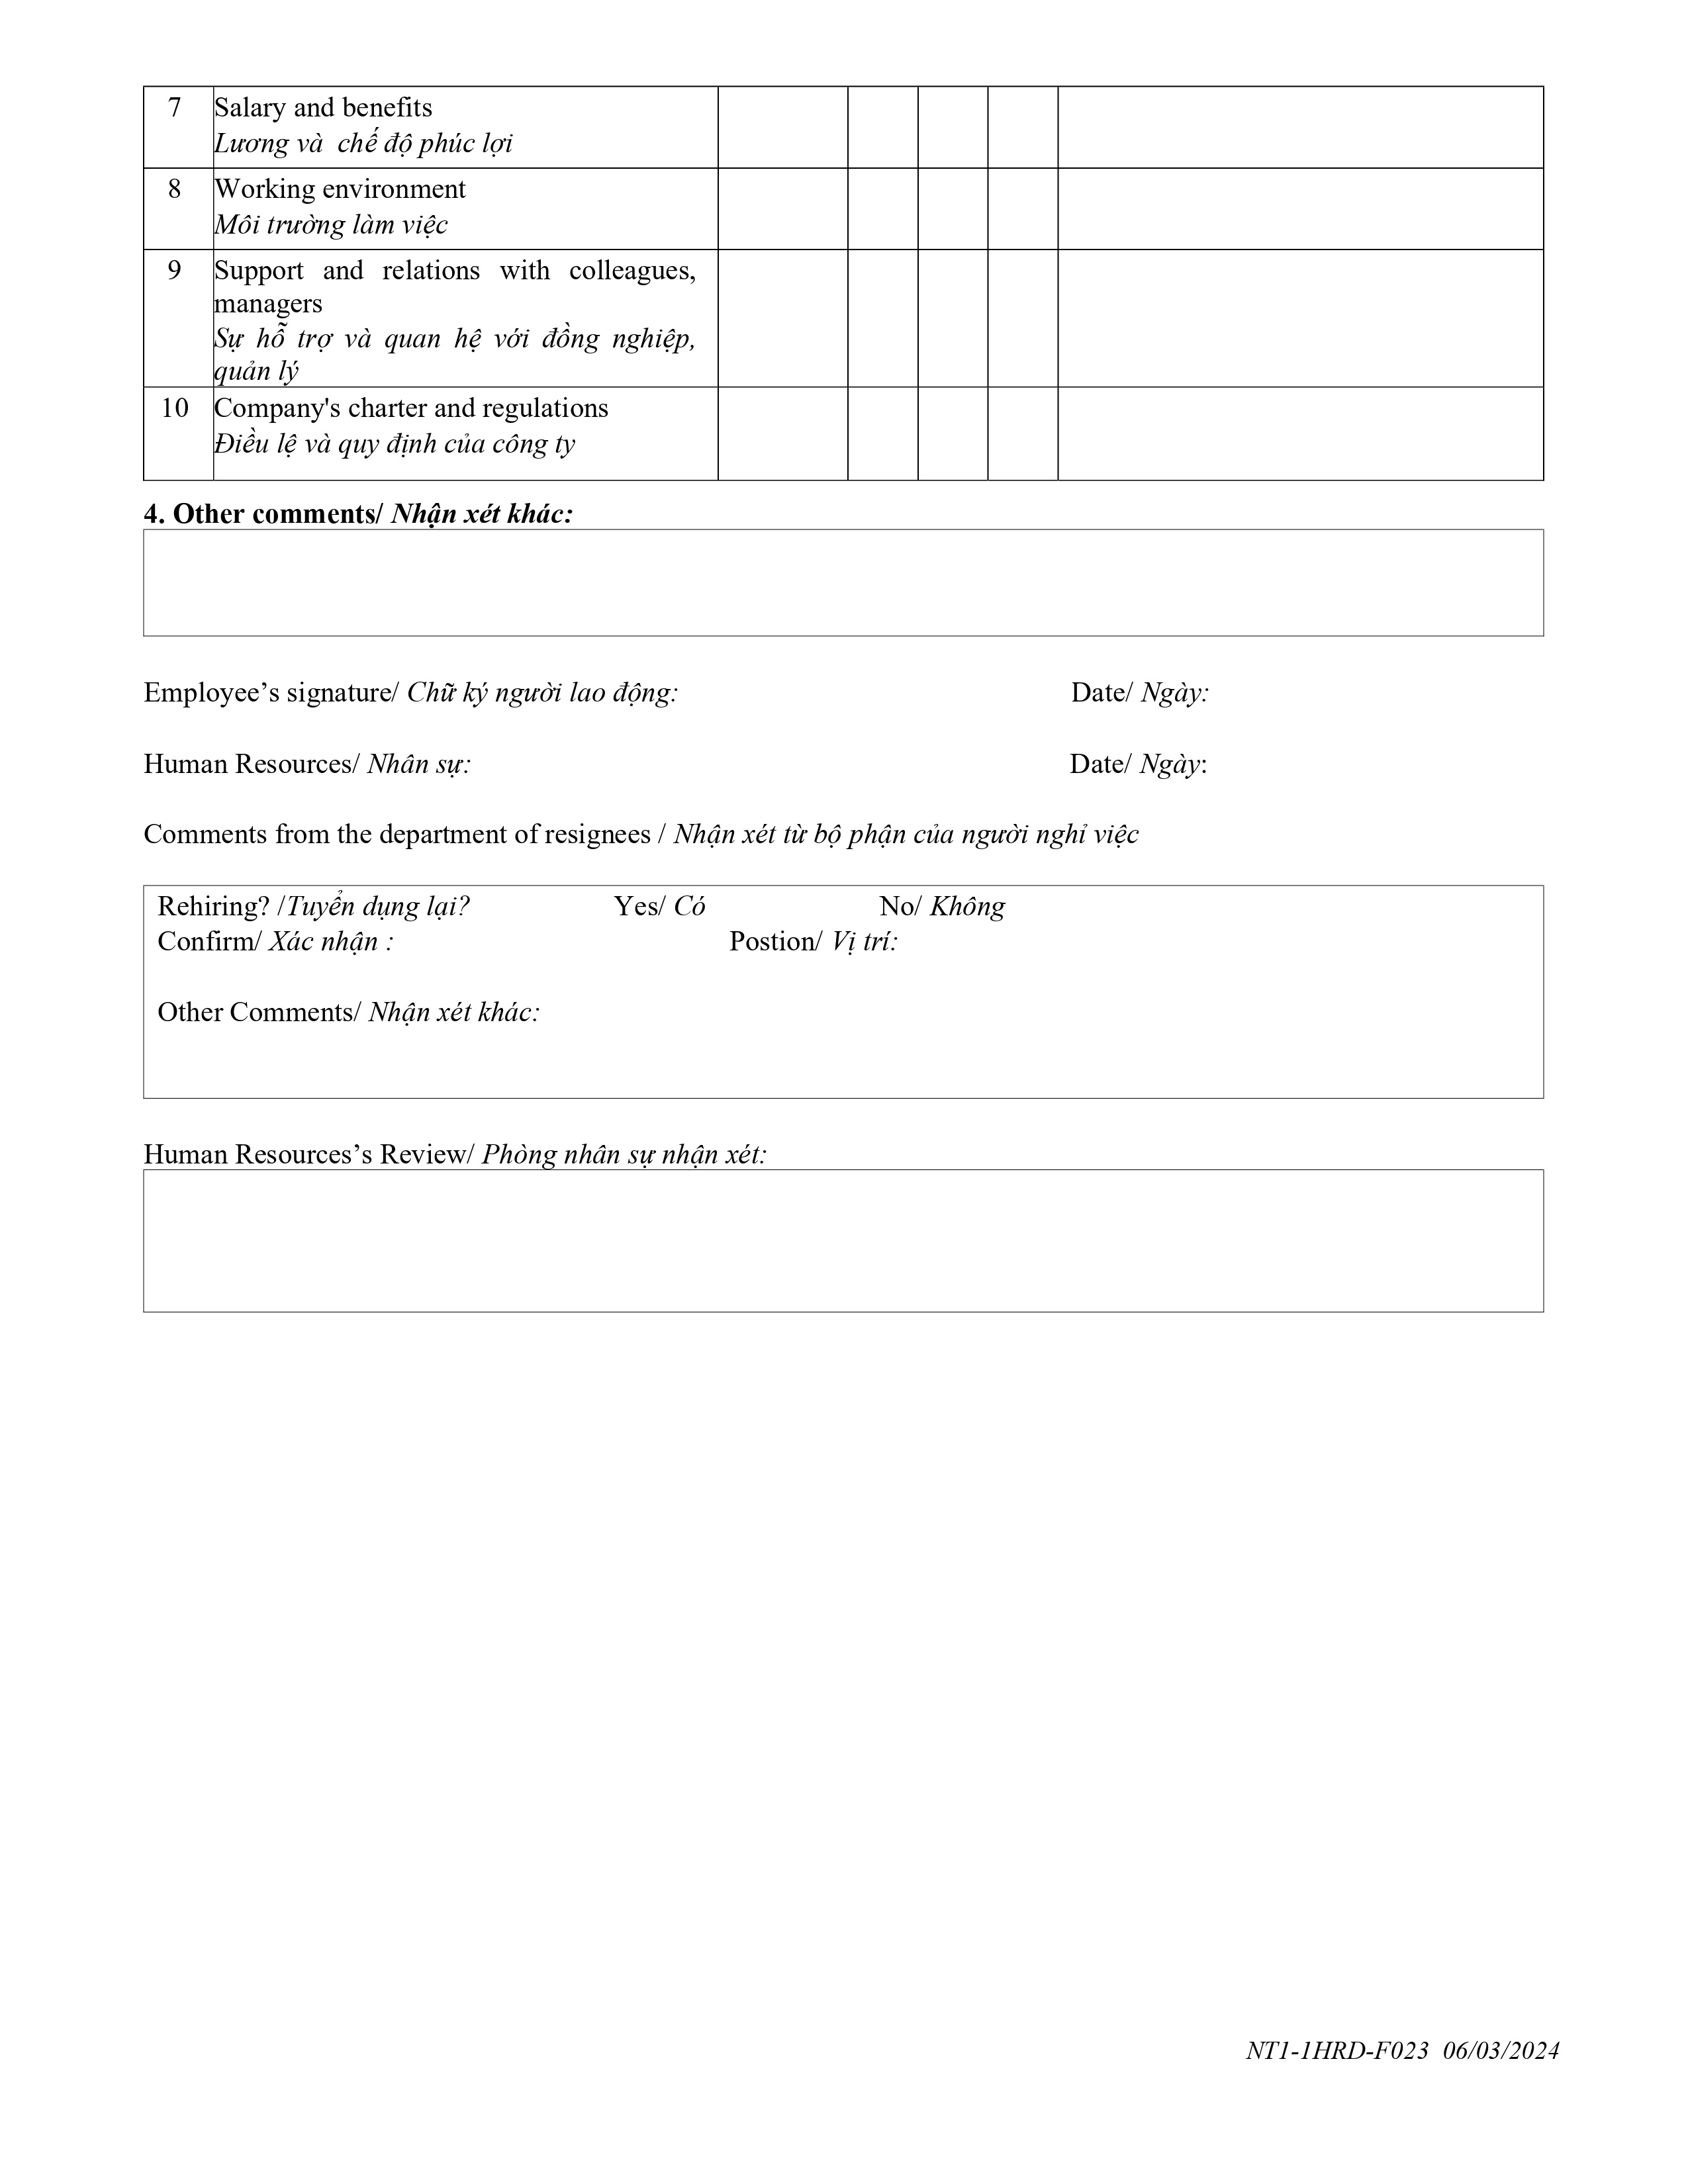 7 Salary and benefits
Lương và chế độ phúc lợi
8 Working environment
Môi trường làm việc
9 Support and relations with colleagues,
managers
Sự hỗ trợ và quan hệ với đồng nghiệp,
quản lý
10 Company's charter and regulations
Điều lệ và quy định của công ty
4. Other comments/ Nhận xét khác:
Employee’s signature/ Chữ ký người lao động: Date/ Ngày:
Human Resources/ Nhân sự: Date/ Ngày:
Comments from the department of resignees / Nhận xét từ bộ phận của người nghỉ việc
Rehiring? /Tuyển dụng lại? Yes/ Có No/ Không
Confirm/ Xác nhận : Postion/ Vị trí:
Other Comments/ Nhận xét khác:
Human Resources’s Review/ Phòng nhân sự nhận xét:
NT1-1HRD-F023 06/03/2024